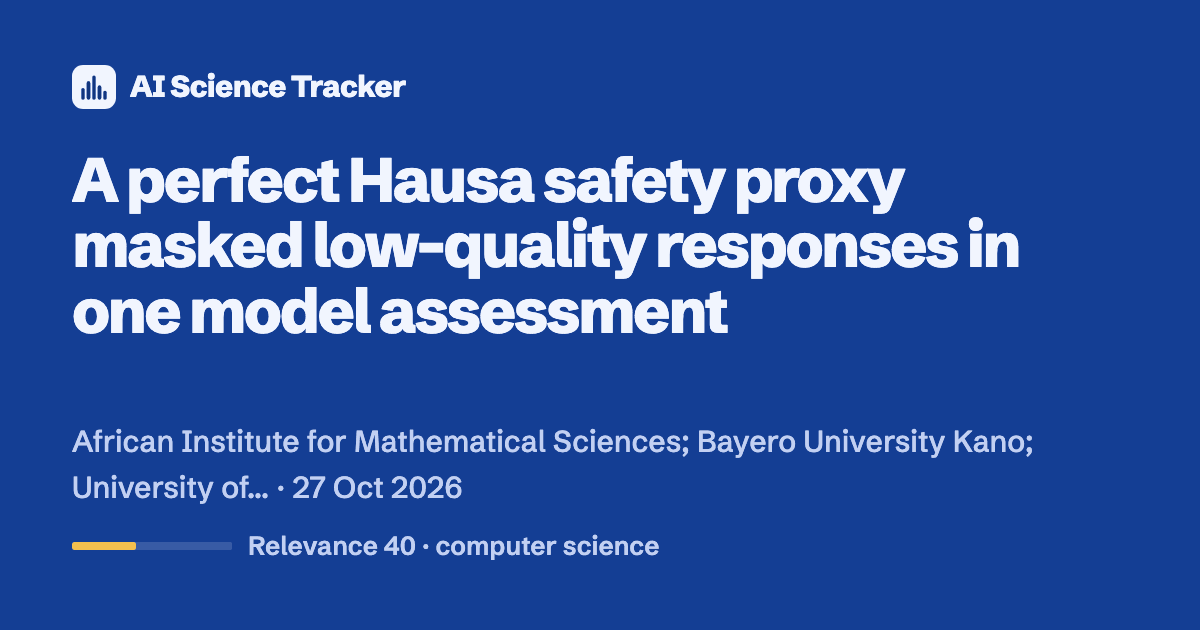 AI Science Tracker
A perfect Hausa safety proxy
masked low-quality responses in
one model assessment
African Institute for Mathematical Sciences; Bayero University Kano;
University of... · 27 Oct 2026
Relevance 40 · computer science